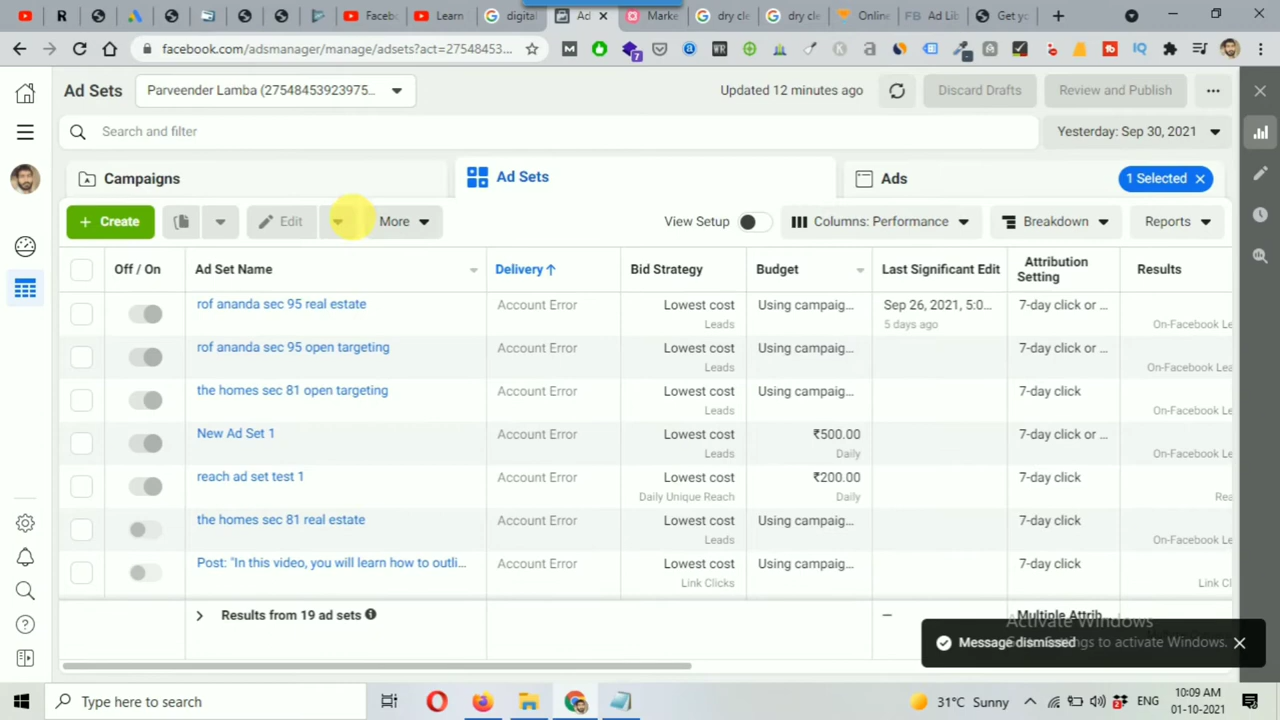 R
Faceb
Learn
digital
Ad
Marke
dry cle
dry cle
Online
FB Ad Lib
Get yo
facebook.com/adsmanager/manage/adsets?act=27548453...
Ad Sets
Parveender Lamba (27548453923975...
Updated 12 minutes ago
Discard Drafts
Review and Publish
Search and filter
Yesterday: Sep 30, 2021
Campaigns
Ad Sets
Ads
1 Selected
+ Create
Edit
More
View Setup
Columns: Performance
Breakdown
Reports
Off / On
Ad Set Name
Delivery ↑
Bid Strategy
Budget
Last Significant Edit
Attribution
Setting
Results
rof ananda sec 95 real estate
Account Error
Lowest cost
Leads
Using campaig...
Sep 26, 2021, 5:0...
5 days ago
7-day click or ...
On-Facebook Le
rof ananda sec 95 open targeting
Account Error
Lowest cost
Leads
Using campaig...
7-day click or ...
On-Facebook Lea
the homes sec 81 open targeting
Account Error
Lowest cost
Leads
Using campaig...
7-day click
On-Facebook Le
New Ad Set 1
Account Error
Lowest cost
Leads
₹500.00
Daily
7-day click or ...
On-Facebook Le
reach ad set test 1
Account Error
Lowest cost
Daily Unique Reach
₹200.00
Daily
7-day click
Rea
the homes sec 81 real estate
Account Error
Lowest cost
Leads
Using campaig...
7-day click
On-Facebook Le
Post: "In this video, you will learn how to outli...
Account Error
Lowest cost
Link Clicks
Using campaig...
7-day click
Link C
Results from 19 ad sets
—
Multiple Attrib
Activate Windows
Message dismissed
Settings to activate Windows.
Type here to search
31°C Sunny
ENG
10:09 AM
01-10-2021